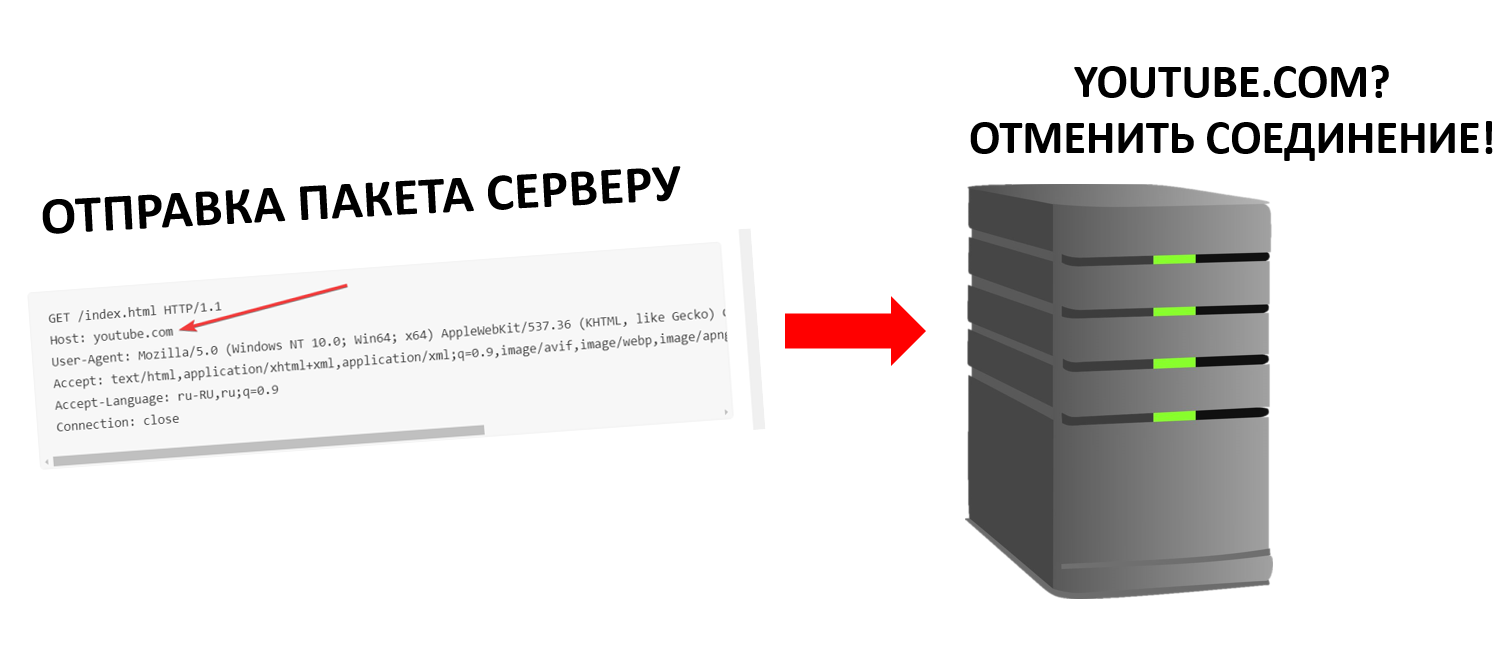 YOUTUBE.COM?
ОТМЕНИТЬ СОЕДИНЕНИЕ!
ОТПРАВКА ПАКЕТА СЕРВЕРУ
GET /index.html HTTP/1.1
Host: youtube.com
User-Agent: Mozilla/5.0 (Windows NT 10.0; Win64; x64) AppleWebKit/537.36 (KHTML, like Gecko)
Accept: text/html,application/xhtml+xml,application/xml;q=0.9,image/avif,image/webp,image/apng
Accept-Language: ru-RU,ru;q=0.9
Connection: close